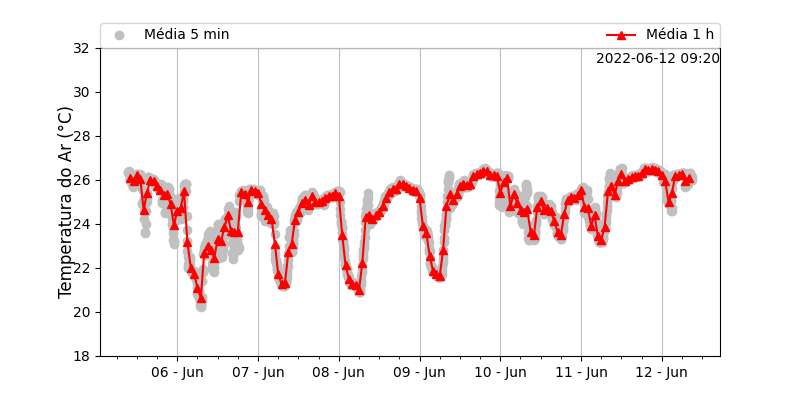 Média 5 min
Média 1 h
2022-06-12 09:20
Temperatura do Ar (°C)
32
30
28
26
24
22
20
18
06 - Jun
07 - Jun
08 - Jun
09 - Jun
10 - Jun
11 - Jun
12 - Jun